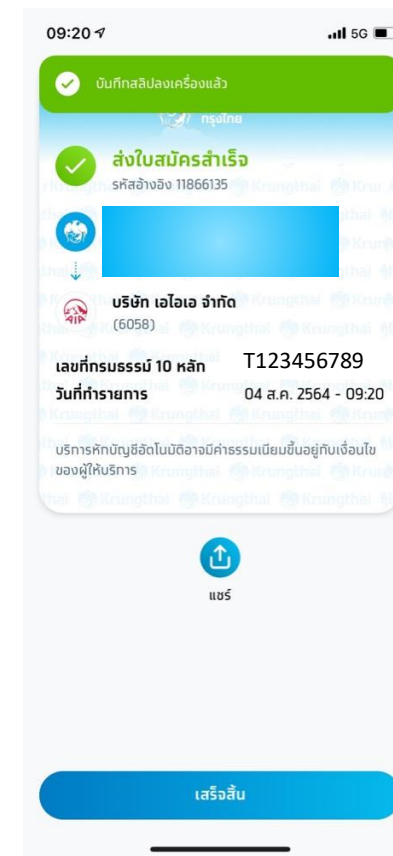 09:20
5G
บันทึกสลิปลงเครื่องแล้ว
กรุงไทย
ส่งใบสมัครสำเร็จ
รหัสอ้างอิง 11866135
บริษัท เอไอเอ จำกัด
(6058)
เลขที่กรมธรรม์ 10 หลัก T123456789
วันที่ทำรายการ 04 ส.ค. 2564 - 09:20
บริการหักบัญชีอัตโนมัติอาจมีค่าธรรมเนียมขึ้นอยู่กับเงื่อนไข
ของผู้ให้บริการ
แชร์
เสร็จสิ้น